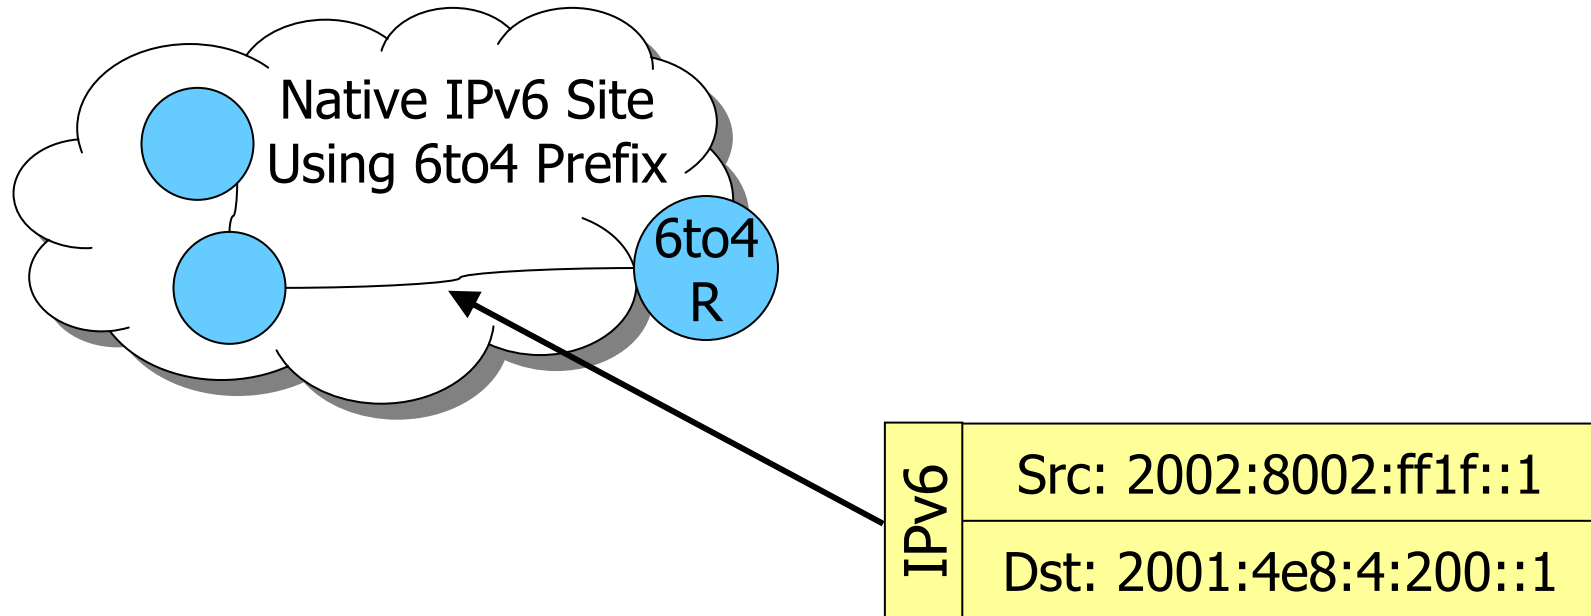 Native IPv6 Site
Using 6to4 Prefix
6to4
R
IPv6
Src: 2002:8002:ff1f::1
Dst: 2001:4e8:4:200::1